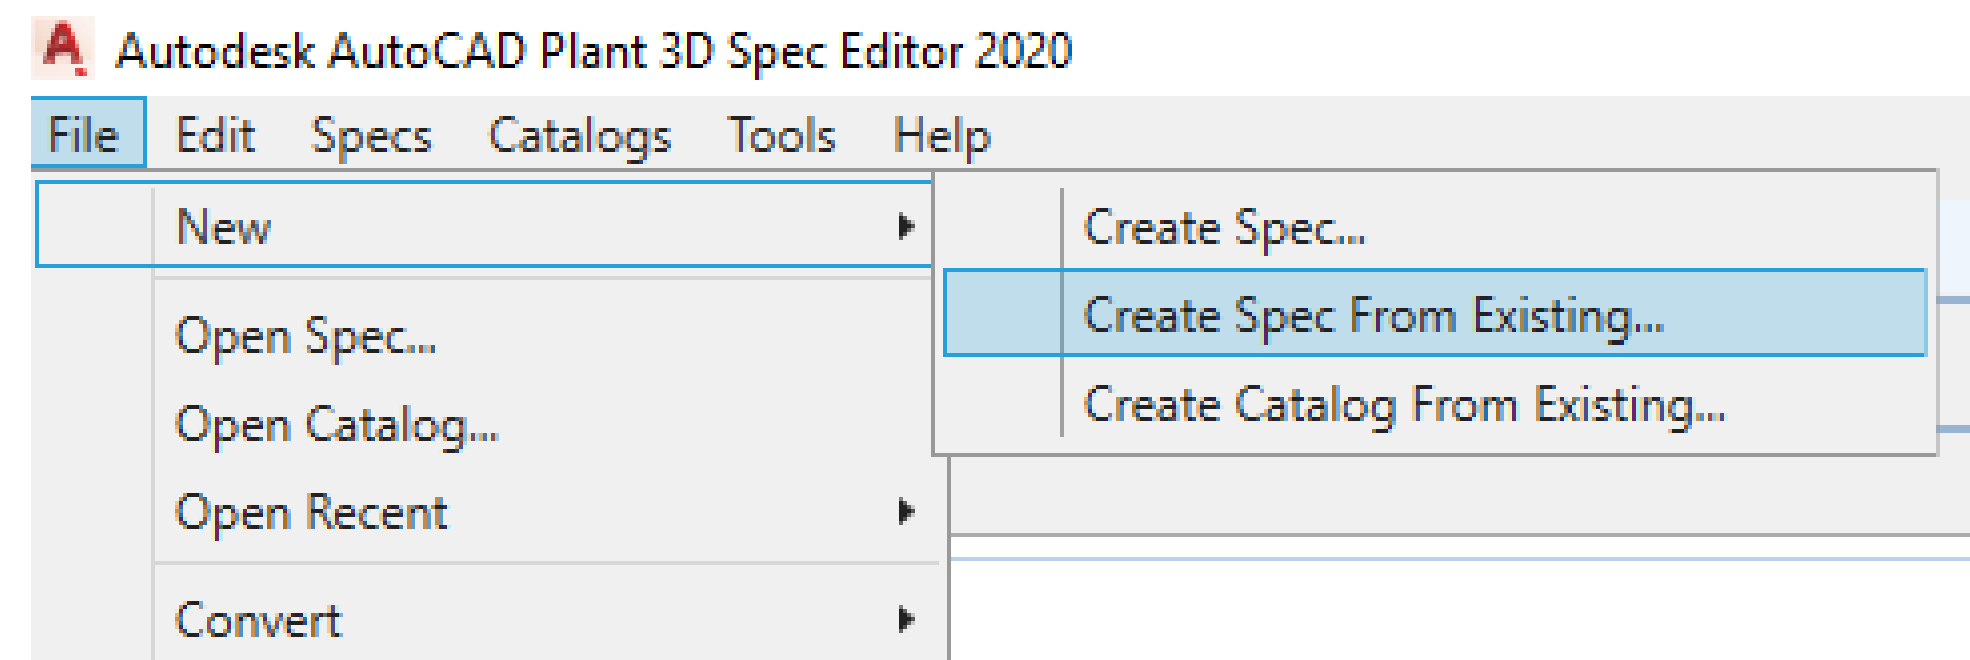 Autodesk AutoCAD Plant 3D Spec Editor 2020
File Edit Specs Catalogs Tools Help
New
Create Spec...
Create Spec From Existing...
Create Catalog From Existing...
Open Spec...
Open Catalog...
Open Recent
Convert